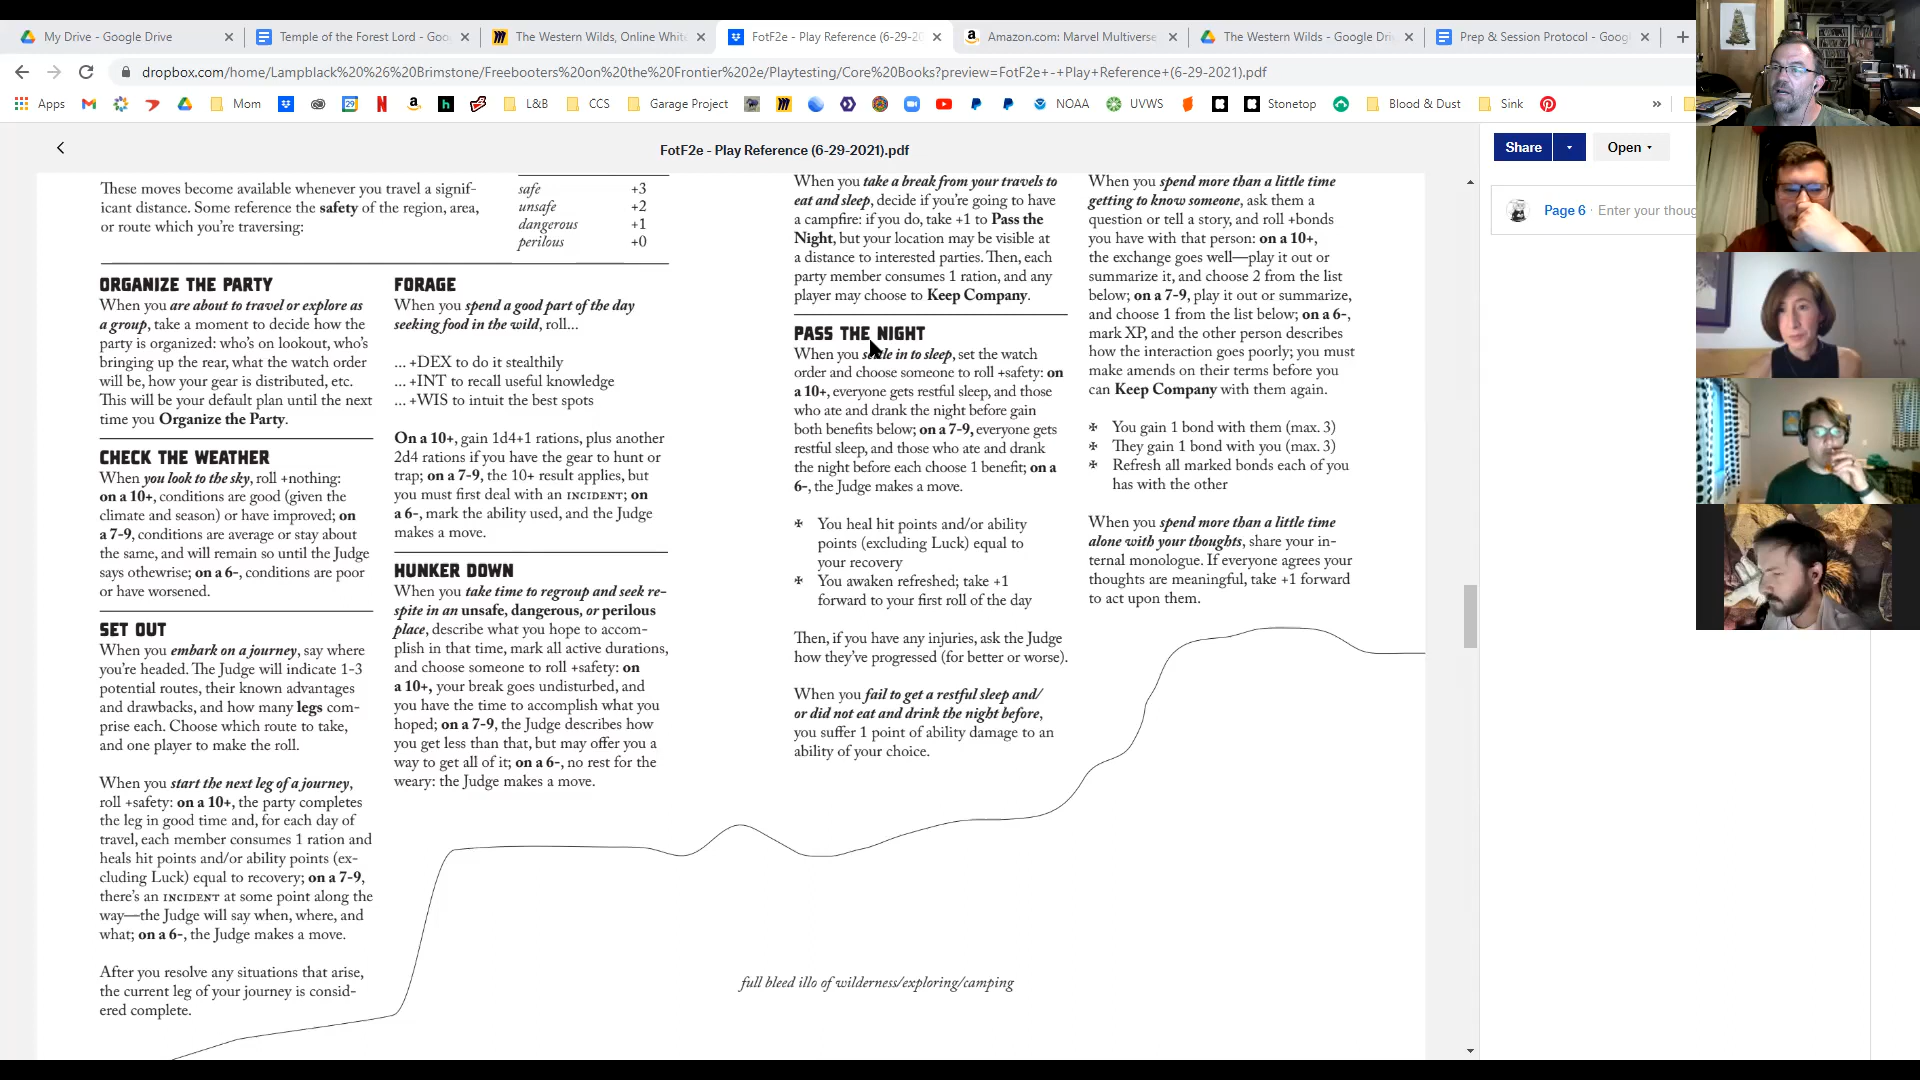 My Drive - Google Drive
Temple of the Forest Lord - Goo
The Western Wilds, Online White
FotF2e - Play Reference (6-29-20
Amazon.com: Marvel Multiverse
The Western Wilds - Google Dri
Prep & Session Protocol - Googl
dropbox.com/home/Lampblack%20%26%20Brimstone/Freebooters%20on%20the%20Frontier%202e/Playtesting/Core%20Books?preview=FotF2e+-+Play+Reference+(6-29-2021).pdf
Apps
Mom
L&B
CCS
Garage Project
NOAA
UVWS
Stonetop
Blood & Dust
Sink
»
FotF2e - Play Reference (6-29-2021).pdf
Share
Open
Page 6 · Enter your thoug
These moves become available whenever you travel a signif-
icant distance. Some reference the safety of the region, area,
or route which you're traversing:
safe +3
unsafe +2
dangerous +1
perilous +0
ORGANIZE THE PARTY
When you are about to travel or explore as
a group, take a moment to decide how the
party is organized: who's on lookout, who's
bringing up the rear, what the watch order
will be, how your gear is distributed, etc.
This will be your default plan until the next
time you Organize the Party.
CHECK THE WEATHER
When you look to the sky, roll +nothing:
on a 10+, conditions are good (given the
climate and season) or have improved; on
a 7-9, conditions are average or stay about
the same, and will remain so until the Judge
says othewrise; on a 6-, conditions are poor
or have worsened.
SET OUT
When you embark on a journey, say where
you're headed. The Judge will indicate 1-3
potential routes, their known advantages
and drawbacks, and how many legs com-
prise each. Choose which route to take,
and one player to make the roll.
When you start the next leg of a journey,
roll +safety: on a 10+, the party completes
the leg in good time and, for each day of
travel, each member consumes 1 ration and
heals hit points and/or ability points (ex-
cluding Luck) equal to recovery; on a 7-9,
there's an INCIDENT at some point along the
way—the Judge will say when, where, and
what; on a 6-, the Judge makes a move.
After you resolve any situations that arise,
the current leg of your journey is consid-
ered complete.
FORAGE
When you spend a good part of the day
seeking food in the wild, roll...
... +DEX to do it stealthily
... +INT to recall useful knowledge
... +WIS to intuit the best spots
On a 10+, gain 1d4+1 rations, plus another
2d4 rations if you have the gear to hunt or
trap; on a 7-9, the 10+ result applies, but
you must first deal with an INCIDENT; on
a 6-, mark the ability used, and the Judge
makes a move.
HUNKER DOWN
When you take time to regroup and seek re-
spite in an unsafe, dangerous, or perilous
place, describe what you hope to accom-
plish in that time, mark all active durations,
and choose someone to roll +safety: on
a 10+, your break goes undisturbed, and
you have the time to accomplish what you
hoped; on a 7-9, the Judge describes how
you get less than that, but may offer you a
way to get all of it; on a 6-, no rest for the
weary: the Judge makes a move.
When you take a break from your travels to
eat and sleep, decide if you're going to have
a campfire: if you do, take +1 to Pass the
Night, but your location may be visible at
a distance to interested parties. Then, each
party member consumes 1 ration, and any
player may choose to Keep Company.
PASS THE NIGHT
When you settle in to sleep, set the watch
order and choose someone to roll +safety: on
a 10+, everyone gets restful sleep, and those
who ate and drank the night before gain
both benefits below; on a 7-9, everyone gets
restful sleep, and those who ate and drank
the night before each choose 1 benefit; on a
6-, the Judge makes a move.
You heal hit points and/or ability
points (excluding Luck) equal to
your recovery
You awaken refreshed; take +1
forward to your first roll of the day
Then, if you have any injuries, ask the Judge
how they've progressed (for better or worse).
When you fail to get a restful sleep and/
or did not eat and drink the night before,
you suffer 1 point of ability damage to an
ability of your choice.
When you spend more than a little time
getting to know someone, ask them a
question or tell a story, and roll +bonds
you have with that person: on a 10+,
the exchange goes well—play it out or
summarize it, and choose 2 from the list
below; on a 7-9, play it out or summarize,
and choose 1 from the list below; on a 6-,
mark XP, and the other person describes
how the interaction goes poorly; you must
make amends on their terms before you
can Keep Company with them again.
You gain 1 bond with them (max. 3)
They gain 1 bond with you (max. 3)
Refresh all marked bonds each of you
has with the other
When you spend more than a little time
alone with your thoughts, share your in-
ternal monologue. If everyone agrees your
thoughts are meaningful, take +1 forward
to act upon them.
full bleed illo of wilderness/exploring/camping